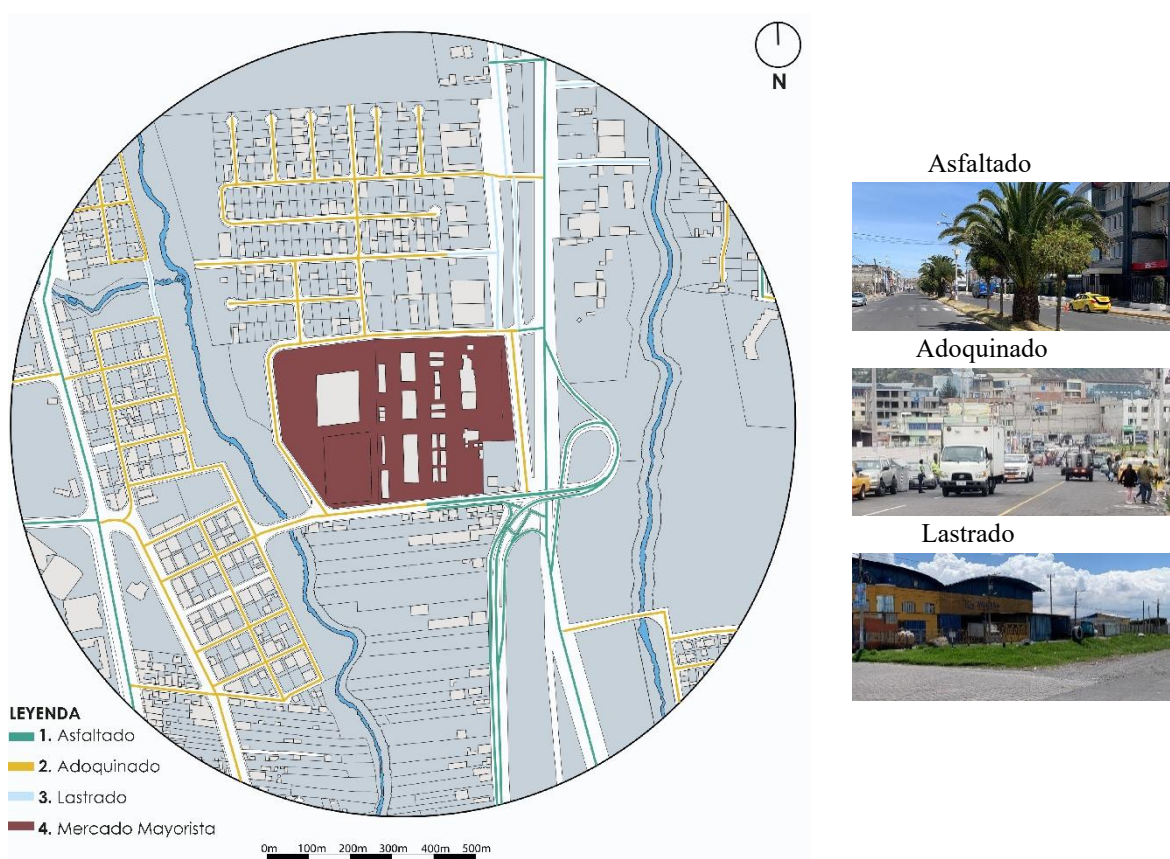 N
LEYENDA
1. Asfaltado
2. Adoquinado
3. Lastrado
4. Mercado Mayorista
0m 100m 200m 300m 400m 500m
Asfaltado
Adoquinado
Lastrado